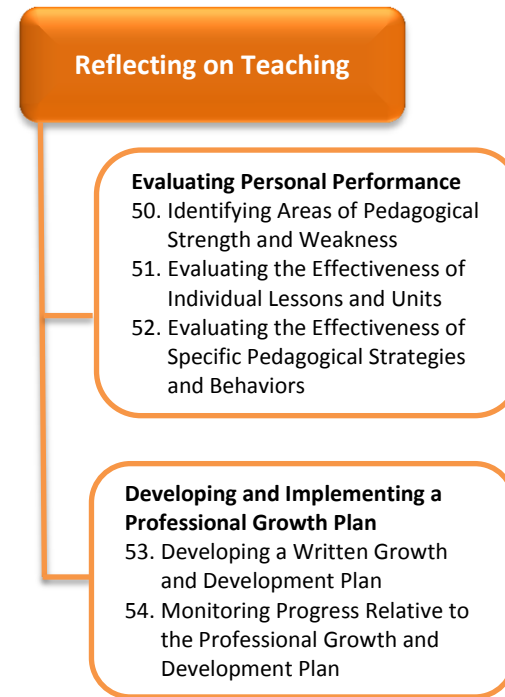 Reflecting on Teaching
Evaluating Personal Performance
50. Identifying Areas of Pedagogical
Strength and Weakness
51. Evaluating the Effectiveness of
Individual Lessons and Units
52. Evaluating the Effectiveness of
Specific Pedagogical Strategies
and Behaviors
Developing and Implementing a
Professional Growth Plan
53. Developing a Written Growth
and Development Plan
54. Monitoring Progress Relative to
the Professional Growth and
Development Plan